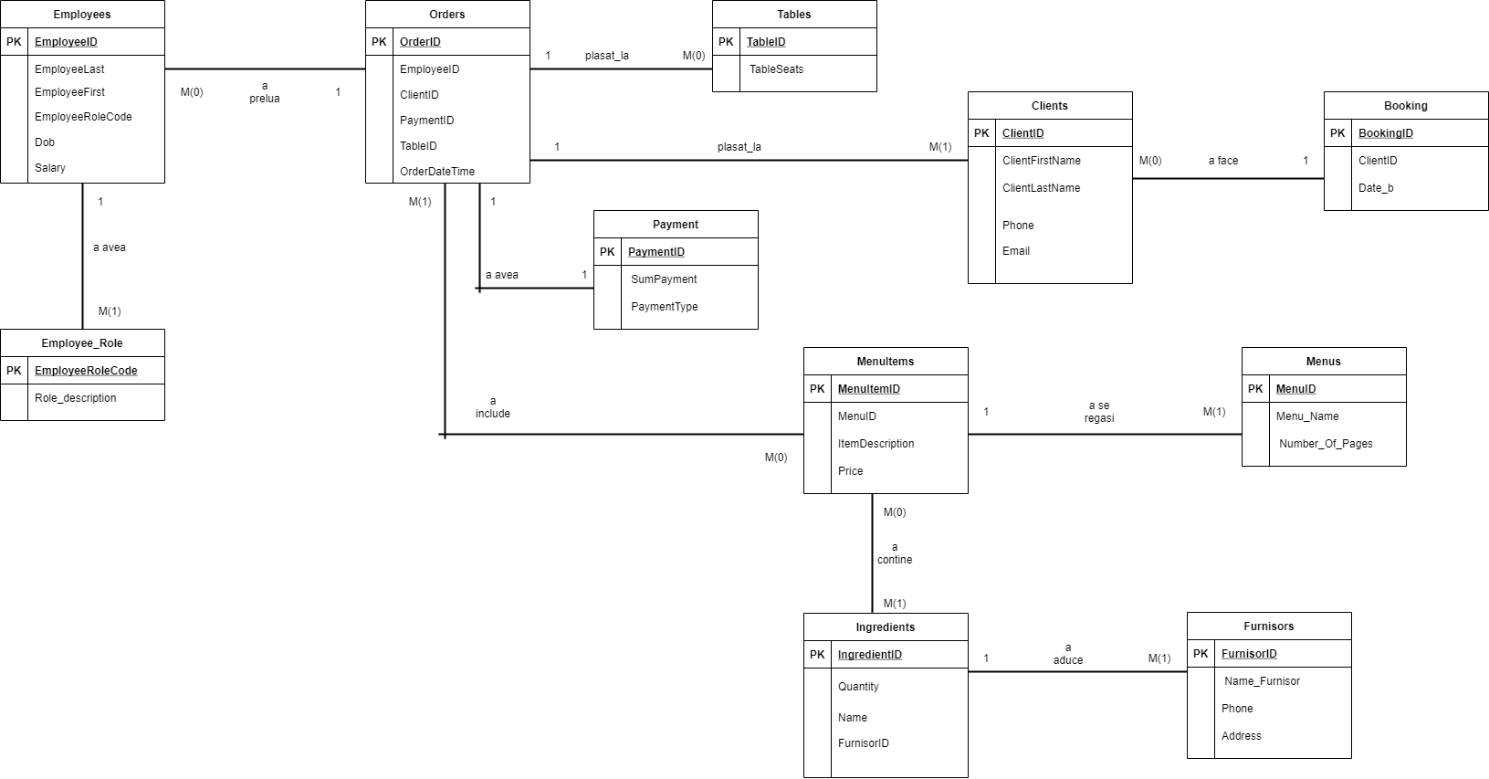 Employees
PK EmployeeID
EmployeeLast
EmployeeFirst
EmployeeRoleCode
Dob
Salary
M(0)
a
prelua
1
Orders
PK OrderID
EmployeeID
ClientID
PaymentID
TableID
OrderDateTime
1
plasat_la
M(0)
Tables
PK TableID
TableSeats
1
plasat_la
M(1)
Clients
PK ClientID
ClientFirstName
ClientLastName
Phone
Email
M(0)
a face
1
Booking
PK BookingID
ClientID
Date_b
1
a avea
M(1)
Employee_Role
PK EmployeeRoleCode
Role_description
M(1)
1
a avea
1
Payment
PK PaymentID
SumPayment
PaymentType
a
include
M(0)
MenuItems
PK MenuItemID
MenuID
ItemDescription
Price
1
a se
regasi
M(1)
Menus
PK MenuID
Menu_Name
Number_Of_Pages
M(0)
a
contine
M(1)
Ingredients
PK IngredientID
Quantity
Name
FurnisorID
1
a
aduce
M(1)
Furnisors
PK FurnisorID
Name_Furnisor
Phone
Address